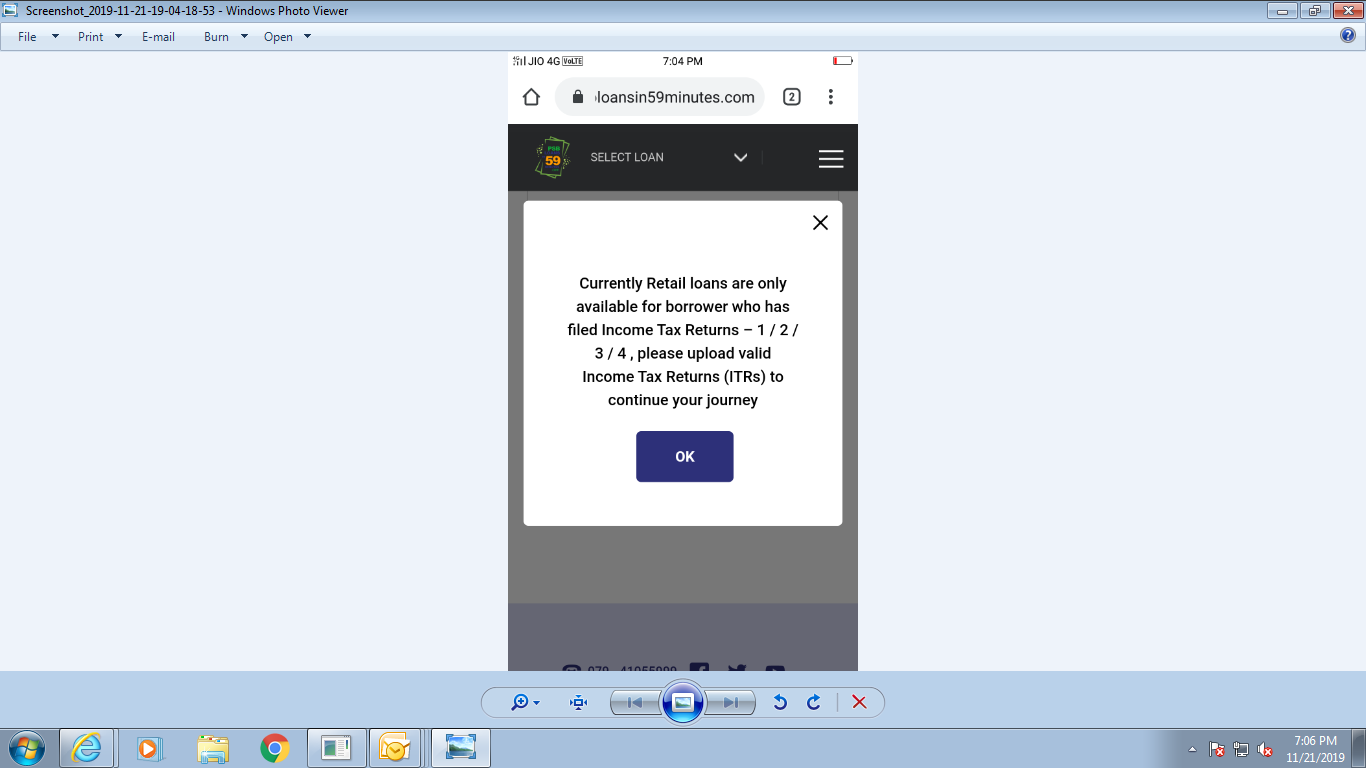 Screenshot_2019-11-21-19-04-18-53 - Windows Photo Viewer
File Print E-mail Burn Open
JIO 4G VoLTE 7:04 PM
loansin59minutes.com 2
PSB
59
SELECT LOAN
Currently Retail loans are only
available for borrower who has
filed Income Tax Returns – 1 / 2 /
3 / 4 , please upload valid
Income Tax Returns (ITRs) to
continue your journey
OK
7:06 PM
11/21/2019